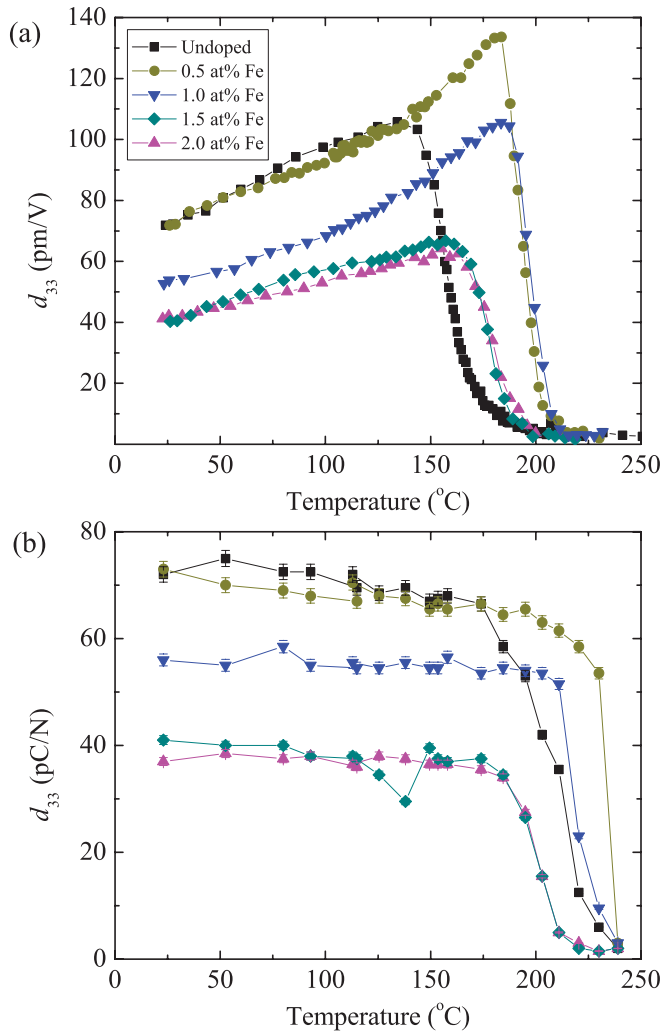 (a)
140
120
100
80
60
40
20
d33 (pm/V)
Undoped
0.5 at% Fe
1.0 at% Fe
1.5 at% Fe
2.0 at% Fe
0 50 100 150 200 250
Temperature (°C)
(b)
80
60
40
20
0
d33 (pC/N)
0 50 100 150 200 250
Temperature (°C)